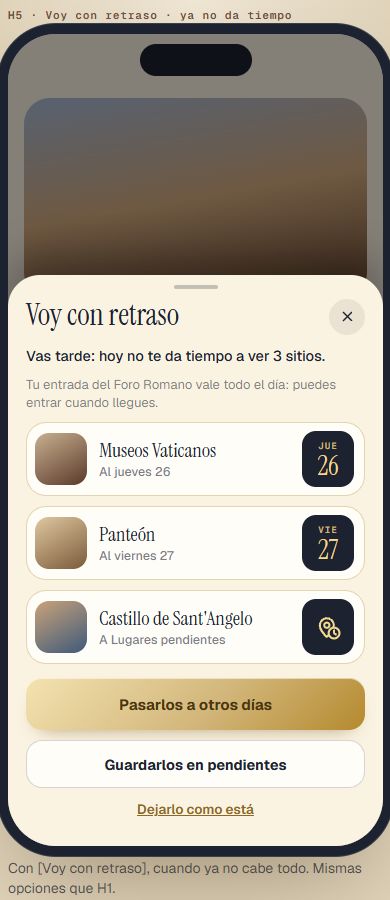 H5 · Voy con retraso · ya no da tiempo
Voy con retraso
Vas tarde: hoy no te da tiempo a ver 3 sitios.
Tu entrada del Foro Romano vale todo el día: puedes
entrar cuando llegues.
Museos Vaticanos
Al jueves 26
JUE
26
Panteón
Al viernes 27
VIE
27
Castillo de Sant'Angelo
A Lugares pendientes
Pasarlos a otros días
Guardarlos en pendientes
Dejarlo como está
Con [Voy con retraso], cuando ya no cabe todo. Mismas
opciones que H1.